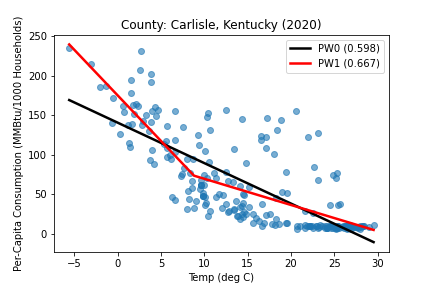 County: Carlisle, Kentucky (2020)
Per-Capita Consumption (MMBtu/1000 Households)
250
200
150
100
50
0
PW0 (0.598)
PW1 (0.667)
−5 0 5 10 15 20 25 30
Temp (deg C)